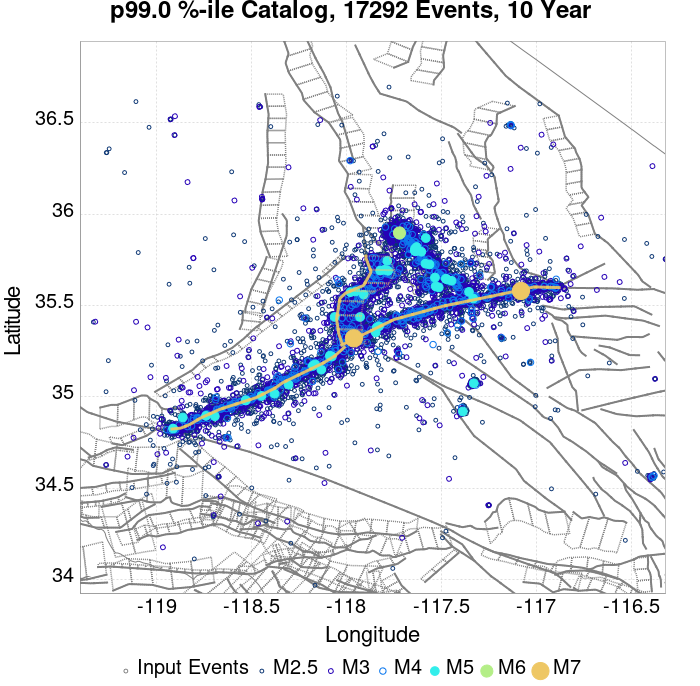 p99.0 %-ile Catalog, 17292 Events, 10 Year
36.5
36
35.5
35
34.5
34
Latitude
-119 -118.5 -118 -117.5 -117 -116.5
Longitude
Input Events M2.5 M3 M4 M5 M6 M7